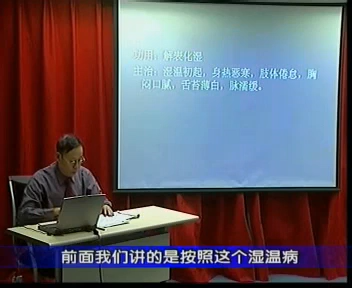 功用：解表化湿
主治：湿温初起，身热恶寒，肢体倦怠，胸
闷口腻，舌苔薄白，脉濡缓。
前面我们讲的是按照这个湿温病